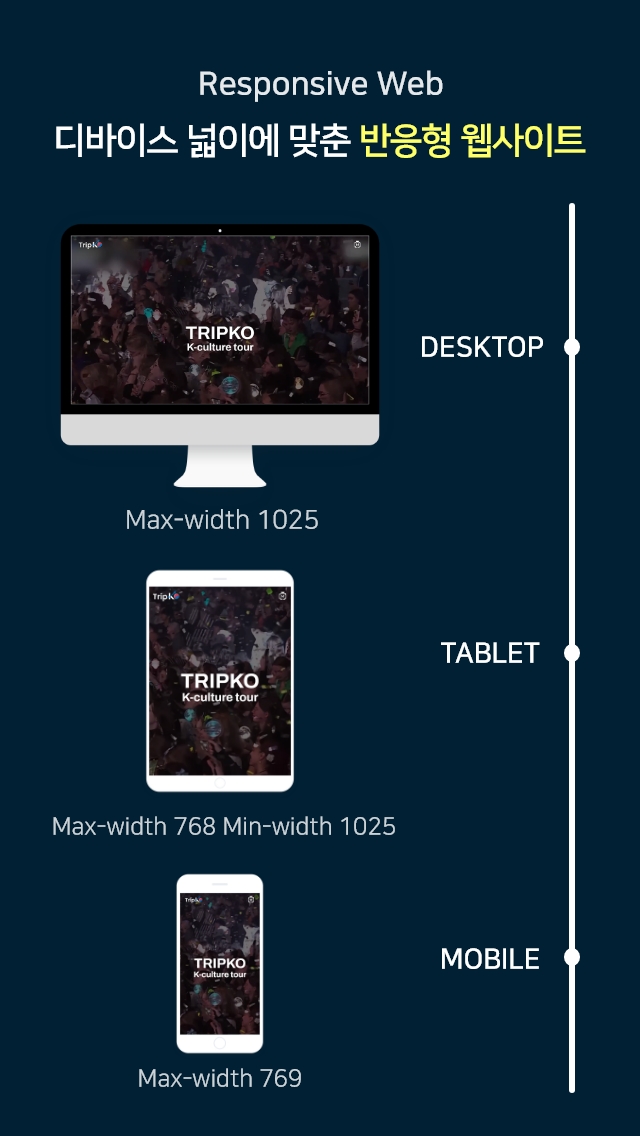 Responsive Web
디바이스 넓이에 맞춘 반응형 웹사이트
TRIPKO
K-culture tour
DESKTOP
Max-width 1025
TRIPKO
K-culture tour
TABLET
Max-width 768 Min-width 1025
TRIPKO
K-culture tour
MOBILE
Max-width 769